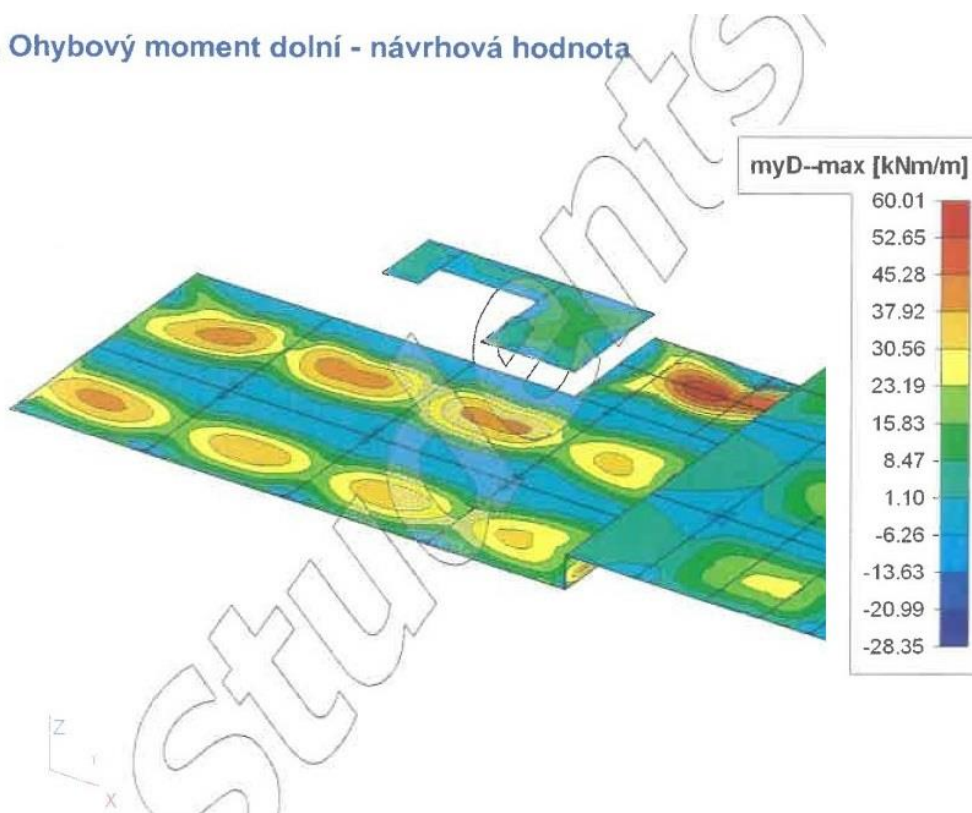 Ohybový moment dolní - návrhová hodnota
myD--max [kNm/m]
60.01
52.65
45.28
37.92
30.56
23.19
15.83
8.47
1.10
-6.26
-13.63
-20.99
-28.35
Z
Y
X